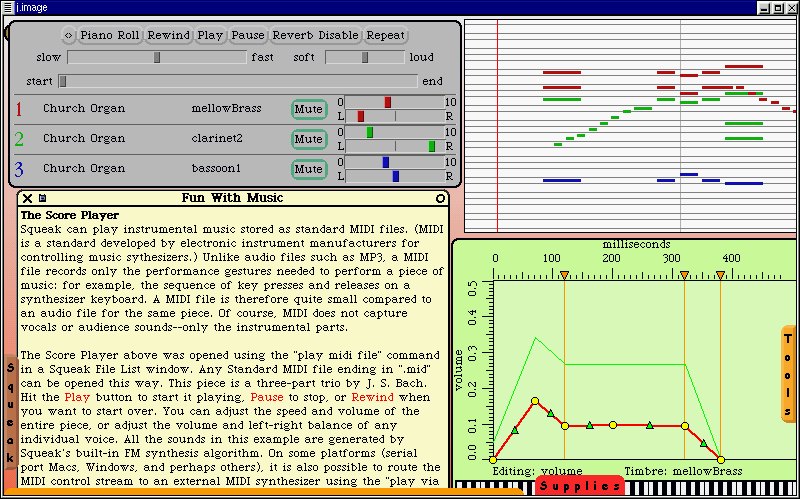 j.image
<> Piano Roll Rewind Play Pause Reverb Disable Repeat
slow fast soft loud
start end
1 Church Organ mellowBrass Mute 0 10
L R
2 Church Organ clarinet2 Mute 0 10
L R
3 Church Organ bassoon1 Mute 0 10
L R
Fun With Music
The Score Player
Squeak can play instrumental music stored as standard MIDI files. (MIDI
is a standard developed by electronic instrument manufacturers for
controlling music sythesizers.) Unlike audio files such as MP3, a MIDI
file records only the performance gestures needed to perform a piece of
music: for example, the sequence of key presses and releases on a
synthesizer keyboard. A MIDI file is therefore quite small compared to
an audio file for the same piece. Of course, MIDI does not capture
vocals or audience sounds--only the instrumental parts.
The Score Player above was opened using the "play midi file" command
in a Squeak File List window. Any Standard MIDI file ending in ".mid"
can be opened this way. This piece is a three-part trio by J. S. Bach.
Hit the Play button to start it playing, Pause to stop, or Rewind when
you want to start over. You can adjust the speed and volume of the
entire piece, or adjust the volume and left-right balance of any
individual voice. All the sounds in this example are generated by
Squeak's built-in FM synthesis algorithm. On some platforms (serial
port Macs, Windows, and perhaps others), it is also possible to route the
MIDI control stream to an external MIDI synthesizer using the "play via
Squeak
milliseconds
0 100 200 300 400
0.5
0.4
0.3
0.2
0.1
0.0
volume
Editing: volume Timbre: mellowBrass
Tools
Supplies